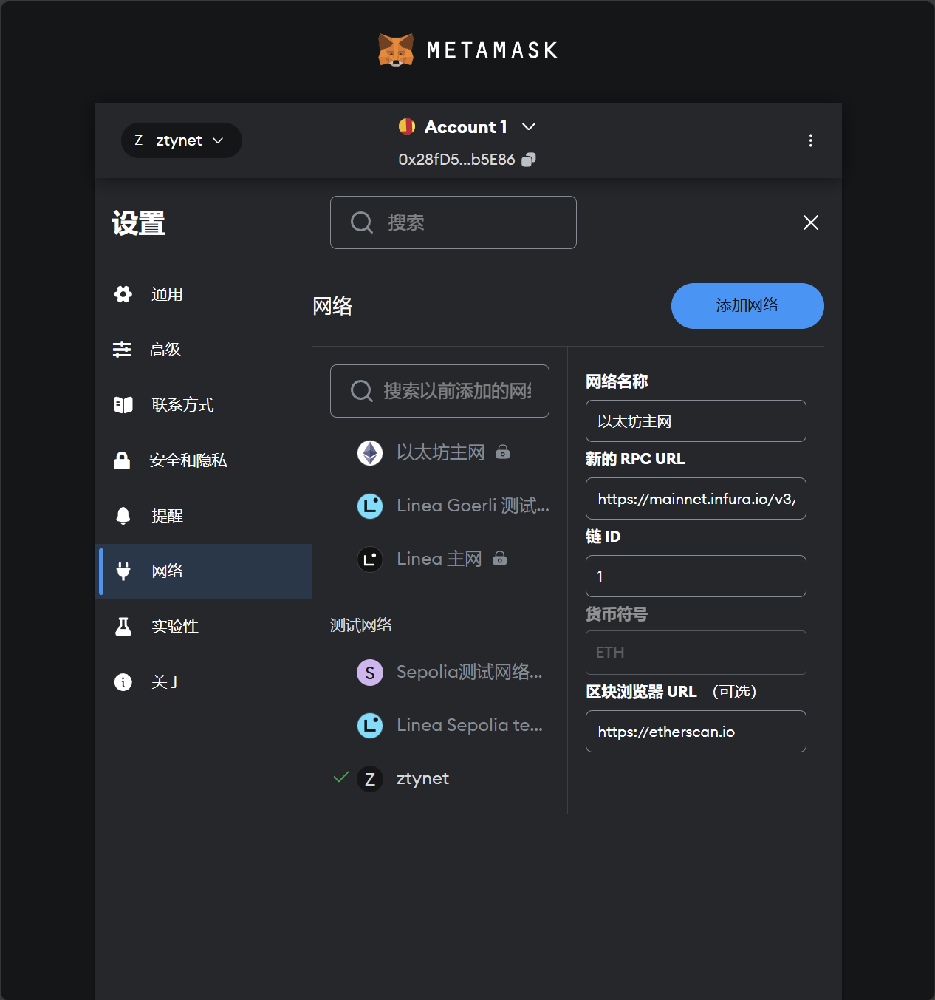 METAMASK
Z ztynet
Account 1
0x28fD5...b5E86
设置
搜索
通用
高级
联系方式
安全和隐私
提醒
网络
实验性
关于
网络
添加网络
搜索以前添加的网
以太坊主网
Linea Goerli 测试...
Linea 主网
测试网络
S Sepolia测试网络...
Linea Sepolia te...
Z ztynet
网络名称
以太坊主网
新的 RPC URL
https://mainnet.infura.io/v3/
链 ID
1
货币符号
ETH
区块浏览器 URL （可选）
https://etherscan.io